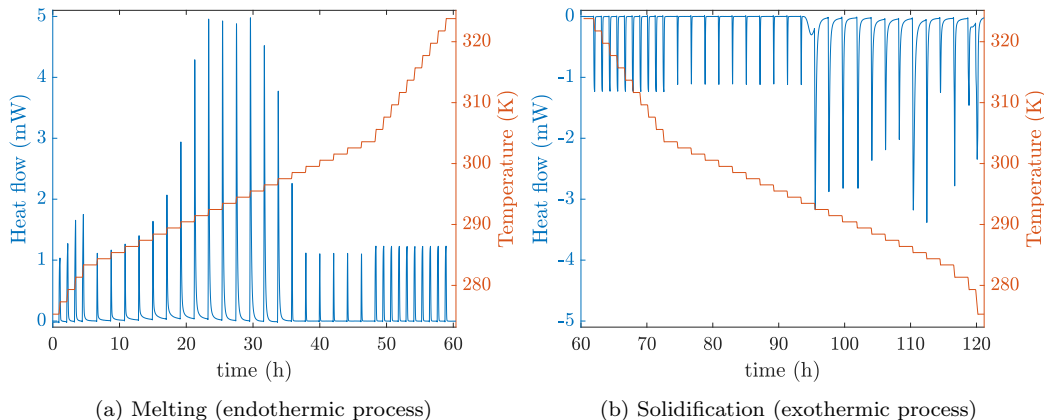 5
4
3
2
1
0
Heat flow (mW)
320
310
300
290
280
Temperature (K)
0 10 20 30 40 50 60
time (h)
(a) Melting (endothermic process)
0
-1
-2
-3
-4
-5
Heat flow (mW)
320
310
300
290
280
Temperature (K)
60 70 80 90 100 110 120
time (h)
(b) Solidification (exothermic process)